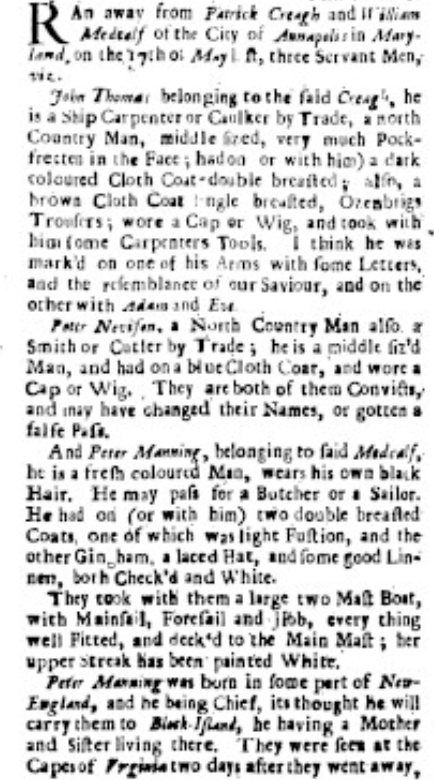 RAn away from Patrick Creagh and William
Medcalf of the City of Annapolis in Mary-
land, on the 17th of May l st, three Servant Men,
viz.
John Thomas belonging to the said Creagh, he
is a Ship Carpenter or Caulker by Trade, a north
Country Man, middle sized, very much Pock-
fretten in the Face; had on or with him) a dark
coloured Cloth Coat double breasted; also, a
brown Cloth Coat single breasted, Ozenbrigs
Trousers; wore a Cap or Wig, and took with
him some Carpenters Tools. I think he was
mark'd on one of his Arms with some Letters,
and the resemblance of our Saviour, and on the
other with Adam and Eve
Peter Nevison, a North Country Man also. a
Smith or Cutler by Trade; he is a middle siz'd
Man, and had on a blue Cloth Coat, and wore a
Cap or Wig. They are both of them Convicts,
and may have changed their Names, or gotten a
false Pass.
And Peter Manning, belonging to said Medcalf,
he is a fresh coloured Man, wears his own black
Hair. He may pass for a Butcher or a Sailor.
He had on (or with him) two double breasted
Coats, one of which was light Fustion, and the
other Gingham, a laced Hat, and some good Lin-
nen, both Check'd and White.
They took with them a large two Mast Boat,
with Mainsail, Foresail and jibb, every thing
well Fitted, and deck'd to the Main Mast; her
upper streak has been painted White.
Peter Manning was born in some part of New-
England, and he being Chief, its thought he will
carry them to Block-Island, he having a Mother
and Sister living there. They were seen at the
Capes of Virginia two days after they went away,